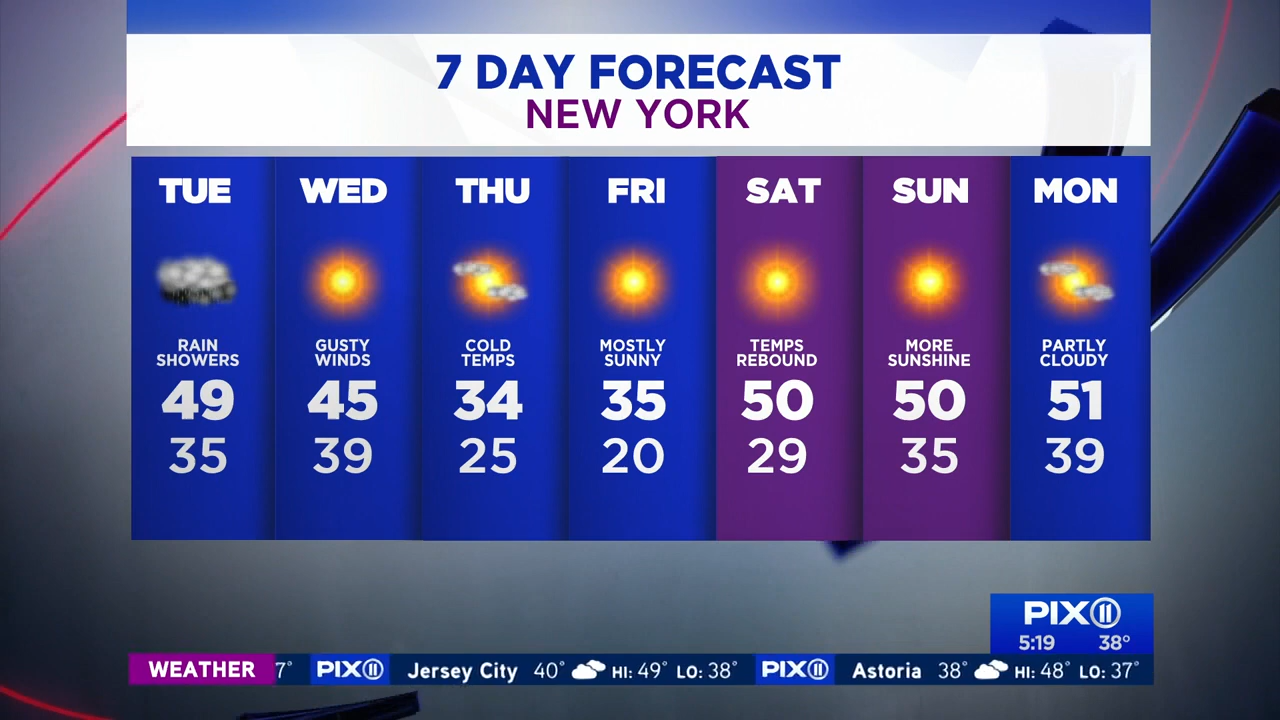 7 DAY FORECAST
NEW YORK
TUE WED THU FRI SAT SUN MON
RAIN SHOWERS
GUSTY WINDS
COLD TEMPS
MOSTLY SUNNY
TEMPS REBOUND
MORE SUNSHINE
PARTLY CLOUDY
49 45 34 35 50 50 51
35 39 25 20 29 35 39
PIX11
5:19 38°
WEATHER 7° PIX11 Jersey City 40° HI: 49° LO: 38° PIX11 Astoria 38° HI: 48° LO: 37°